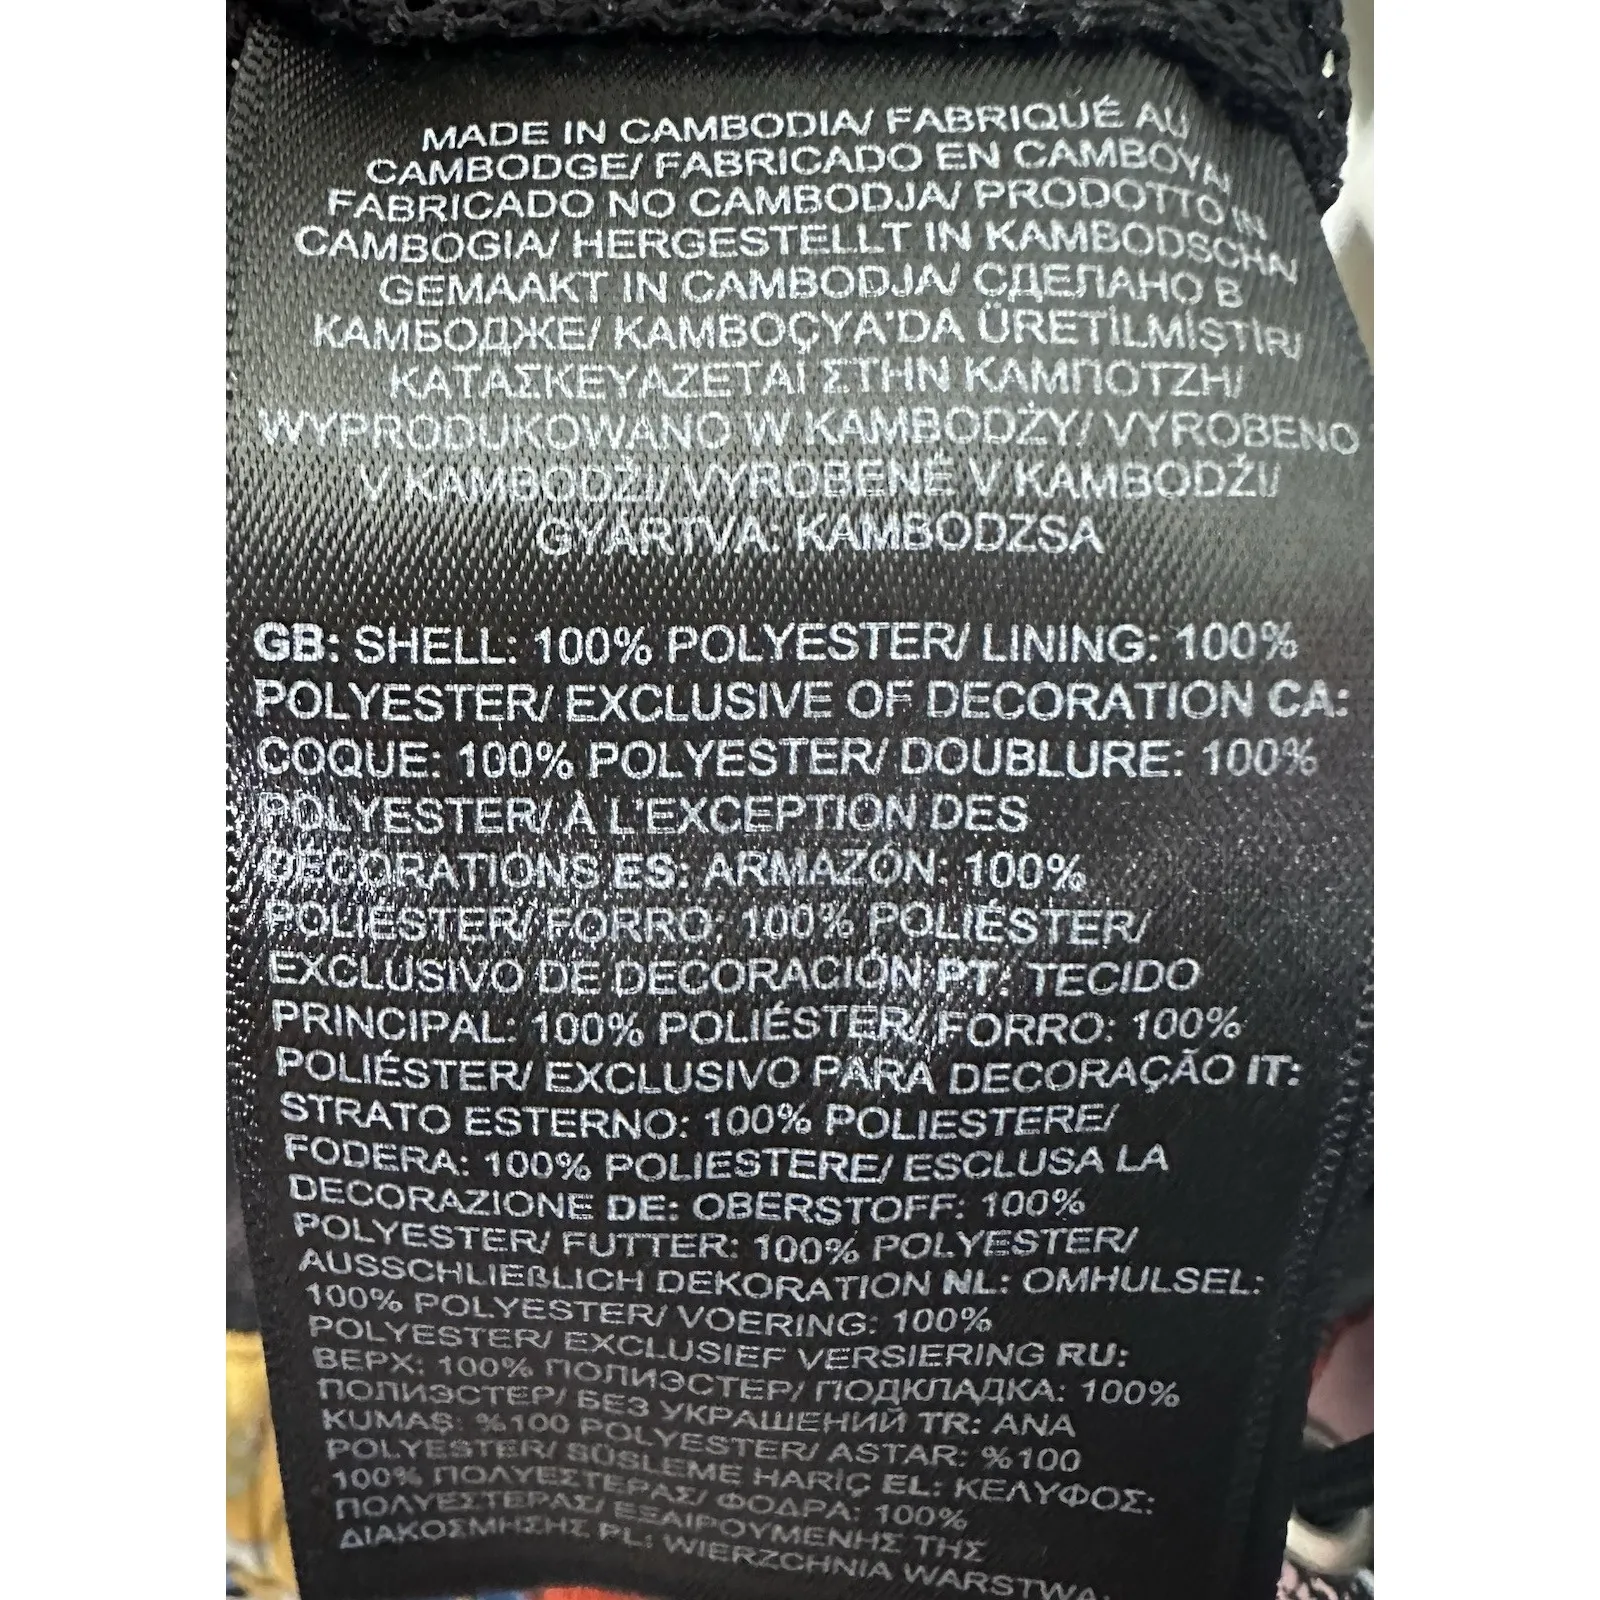 MADE IN CAMBODIA/ FABRIQUÉ AU
CAMBODGE/ FABRICADO EN CAMBOYA/
FABRICADO NO CAMBODJA/ PRODOTTO IN
CAMBOGIA/ HERGESTELLT IN KAMBODSCHA/
GEMAAKT IN CAMBODJA/ СДЕЛАНО В
КАМБОДЖЕ/ KAMBOÇYA'DA ÜRETİLMİŞTİR/
ΚΑΤΑΣΚΕΥΑΖΕΤΑΙ ΣΤΗΝ ΚΑΜΠΟΤΖΗ/
WYPRODUKOWANO W KAMBODŻY/ VYROBENO
V KAMBODŽI/ VYROBENÉ V KAMBODŽI/
GYÁRTVA: KAMBODZSA
GB: SHELL: 100% POLYESTER/ LINING: 100%
POLYESTER/ EXCLUSIVE OF DECORATION CA:
COQUE: 100% POLYESTER/ DOUBLURE: 100%
POLYESTER/ À L'EXCEPTION DES
DÉCORATIONS ES: ARMAZÓN: 100%
POLIÉSTER/ FORRO: 100% POLIÉSTER/
EXCLUSIVO DE DECORACIÓN PT: TECIDO
PRINCIPAL: 100% POLIÉSTER/ FORRO: 100%
POLIÉSTER/ EXCLUSIVO PARA DECORAÇÃO IT:
STRATO ESTERNO: 100% POLIESTERE/
FODERA: 100% POLIESTERE/ ESCLUSA LA
DECORAZIONE DE: OBERSTOFF: 100%
POLYESTER/ FUTTER: 100% POLYESTER/
AUSSCHLIEßLICH DEKORATION NL: OMHULSEL:
100% POLYESTER/ VOERING: 100%
POLYESTER/ EXCLUSIEF VERSIERING RU:
ВЕРХ: 100% ПОЛИЭСТЕР/ ПОДКЛАДКА: 100%
ПОЛИЭСТЕР/ БЕЗ УКРАШЕНИЙ TR: ANA
KUMAŞ: %100 POLYESTER/ ASTAR: %100
POLYESTER/ SÜSLEME HARİÇ EL: ΚΕΛΥΦΟΣ:
100% ΠΟΛΥΕΣΤΕΡΑΣ/ ΦΟΔΡΑ: 100%
ΠΟΛΥΕΣΤΕΡΑΣ/ ΕΞΑΙΡΟΥΜΕΝΗΣ ΤΗΣ
ΔΙΑΚΟΣΜΗΣΗΣ PL: WIERZCHNIA WARSTWA: